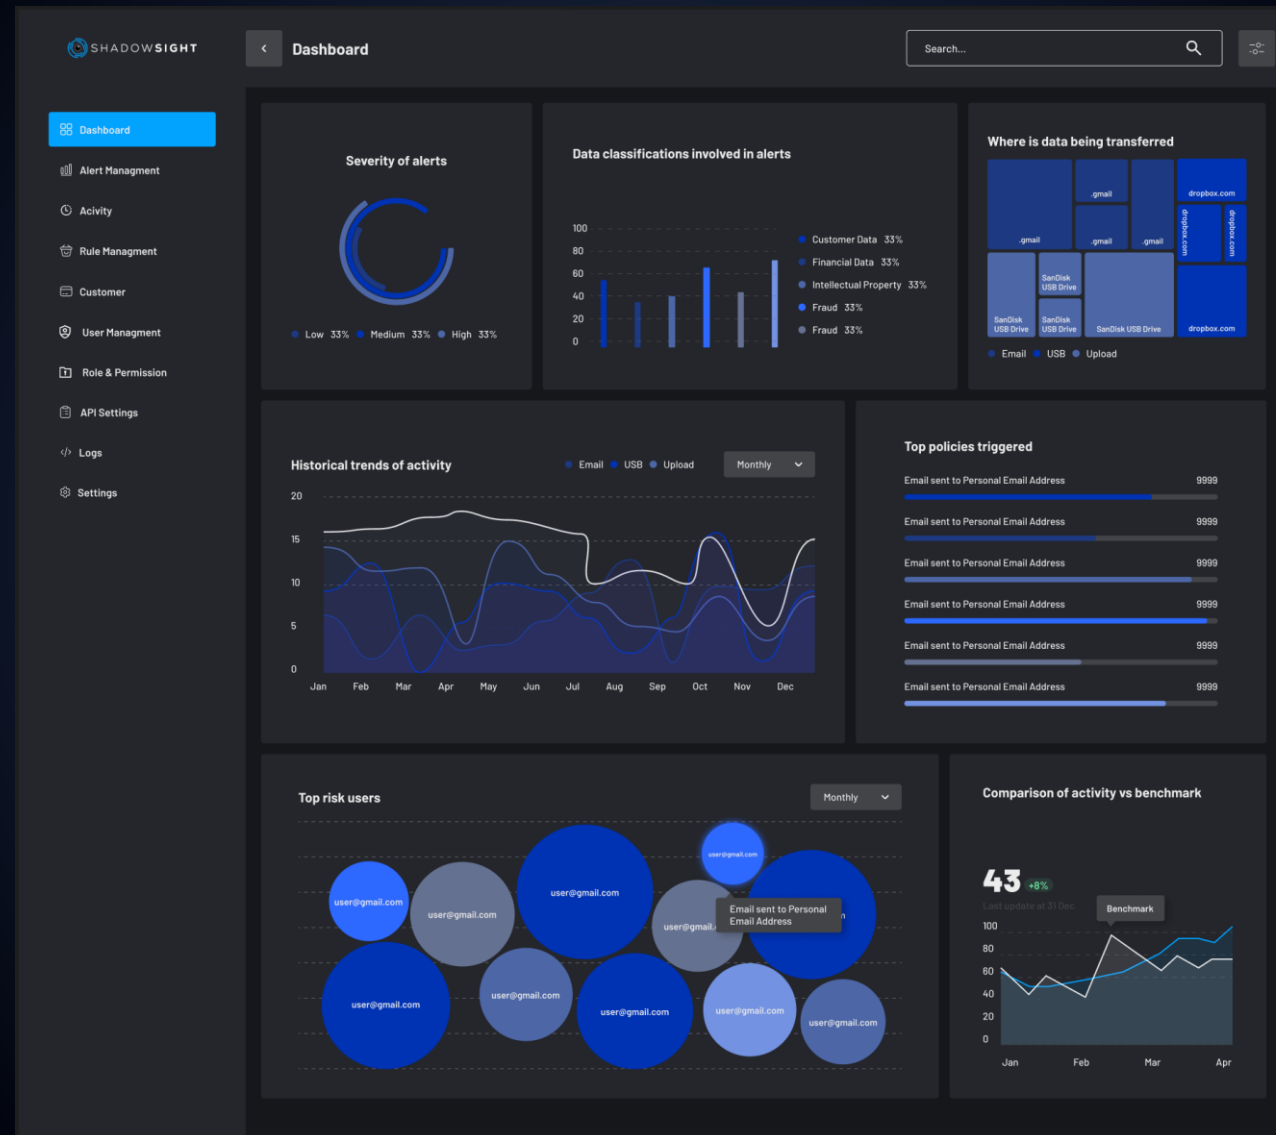 SHADOWSIGHT
Dashboard
Search...
Dashboard
Alert Managment
Acivity
Rule Managment
Customer
User Managment
Role & Permission
API Settings
Logs
Settings
Severity of alerts
Low 33% Medium 33% High 33%
Data classifications involved in alerts
100
80
60
40
20
0
Customer Data 33%
Financial Data 33%
Intellectual Property 33%
Fraud 33%
Fraud 33%
Where is data being transferred
.gmail
.gmail
.gmail
.gmail
dropbox.com
dropbox.com
dropbox.com
dropbox.com
SanDisk
USB Drive
SanDisk
USB Drive
SanDisk
USB Drive
SanDisk USB Drive
Email USB Upload
Historical trends of activity
Email USB Upload
Monthly
20
15
10
5
0
Jan Feb Mar Apr May Jun Jul Aug Sep Oct Nov Dec
Top policies triggered
Email sent to Personal Email Address 9999
Email sent to Personal Email Address 9999
Email sent to Personal Email Address 9999
Email sent to Personal Email Address 9999
Email sent to Personal Email Address 9999
Email sent to Personal Email Address 9999
Top risk users
Monthly
user@gmail.com
user@gmail.com
user@gmail.com
user@gmail.com
user@gmail.
m
Email sent to Personal
Email Address
user@gmail.com
user@gmail.com
user@gmail.com
user@gmail.com
user@gmail.com
Comparison of activity vs benchmark
43 +8%
Last update at 31 Dec
Benchmark
100
80
60
40
20
0
Jan Feb Mar Apr